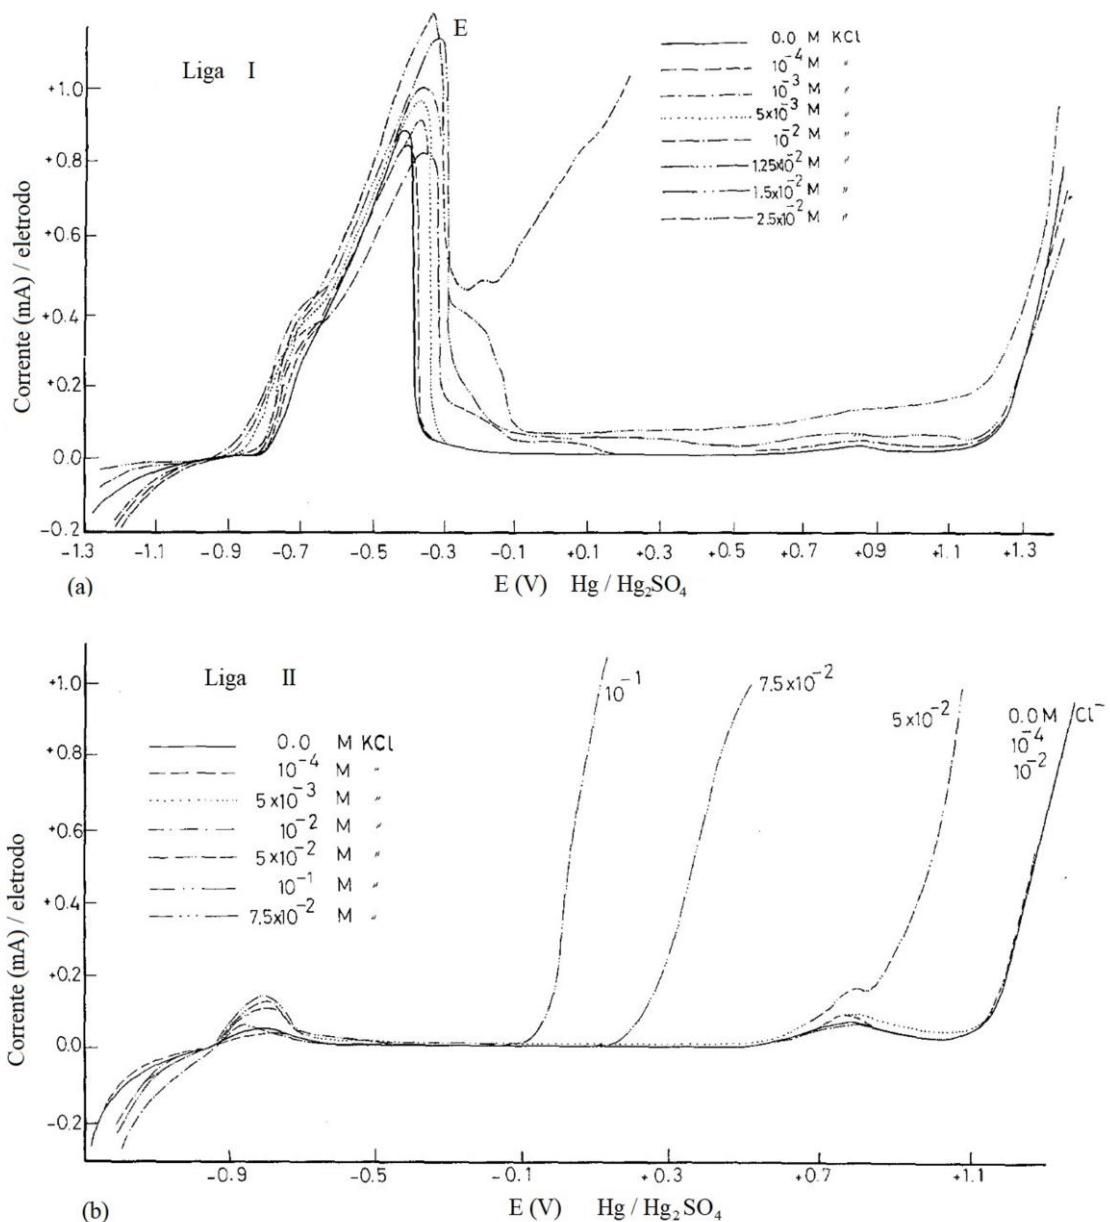 E
Liga I
0.0 M KCl
10⁻⁴ M "
10⁻³ M "
5x10⁻³ M "
10⁻² M "
1.25x10⁻² M "
1.5x10⁻² M "
2.5x10⁻² M "
Corrente (mA) / eletrodo
+1.0
+0.8
+0.6
+0.4
+0.2
0.0
-0.2
-1.3 -1.1 -0.9 -0.7 -0.5 -0.3 -0.1 +0.1 +0.3 +0.5 +0.7 +0.9 +1.1 +1.3
(a) E (V) Hg / Hg₂SO₄
Liga II
0.0 M KCl
10⁻⁴ M "
5x10⁻³ M "
10⁻² M "
5x10⁻² M "
10⁻¹ M "
7.5x10⁻² M "
10⁻¹
7.5x10⁻²
5x10⁻²
0.0 M Cl⁻
10⁻⁴
10⁻²
Corrente (mA) / eletrodo
+1.0
+0.8
+0.6
+0.4
+0.2
0.0
-0.2
-0.9 -0.5 -0.1 +0.3 +0.7 +1.1
(b) E (V) Hg / Hg₂SO₄